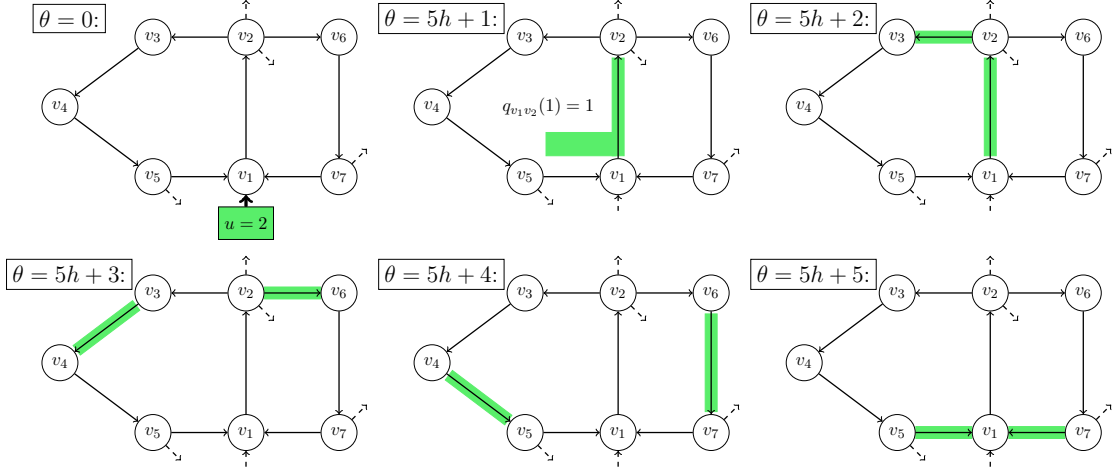 θ = 0:
v₃
v₂
v₆
v₄
v₅
v₁
v₇
u = 2
θ = 5h + 1:
v₃
v₂
v₆
v₄
q_{v₁v₂}(1) = 1
v₅
v₁
v₇
θ = 5h + 2:
v₃
v₂
v₆
v₄
v₅
v₁
v₇
θ = 5h + 3:
v₃
v₂
v₆
v₄
v₅
v₁
v₇
θ = 5h + 4:
v₃
v₂
v₆
v₄
v₅
v₁
v₇
θ = 5h + 5:
v₃
v₂
v₆
v₄
v₅
v₁
v₇